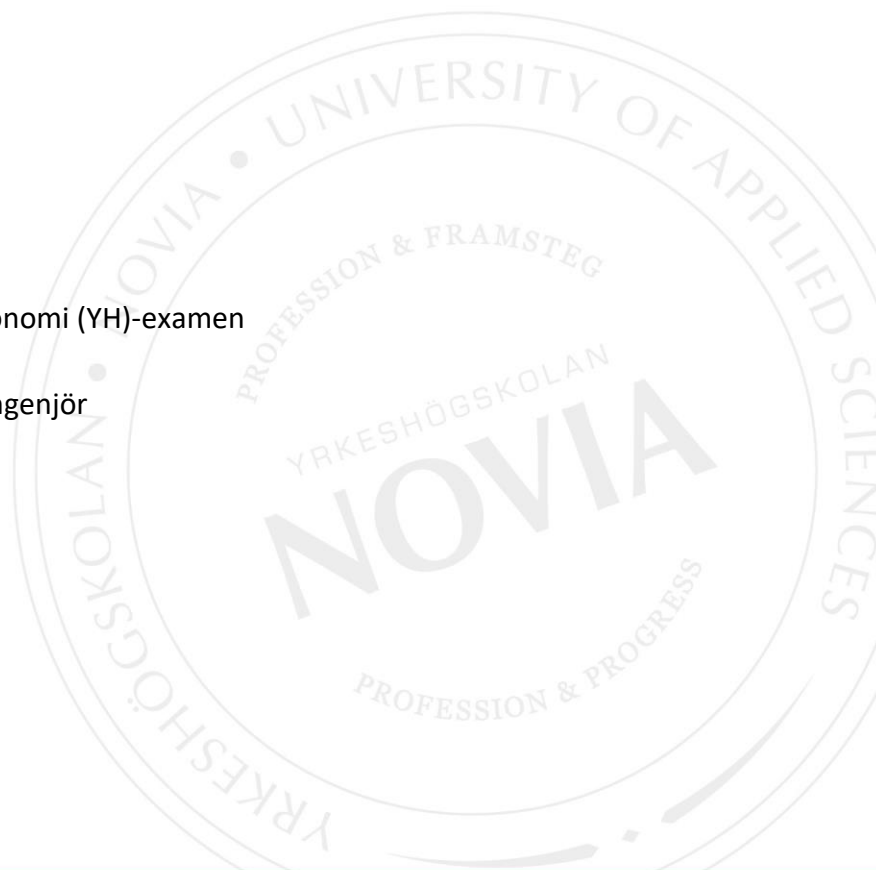 UNIVERSITY OF APPLIED SCIENCES
YRKESHÖGSKOLAN • NOVIA •
PROFESSION & FRAMSTEG
onomi (YH)-examen
ngenjör
YRKESHÖGSKOLAN
NOVIA
PROFESSION & PROGRESS